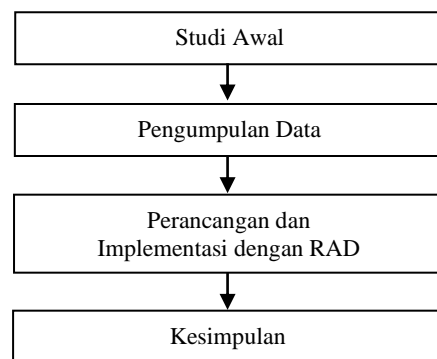 Studi Awal
Pengumpulan Data
Perancangan dan
Implementasi dengan RAD
Kesimpulan